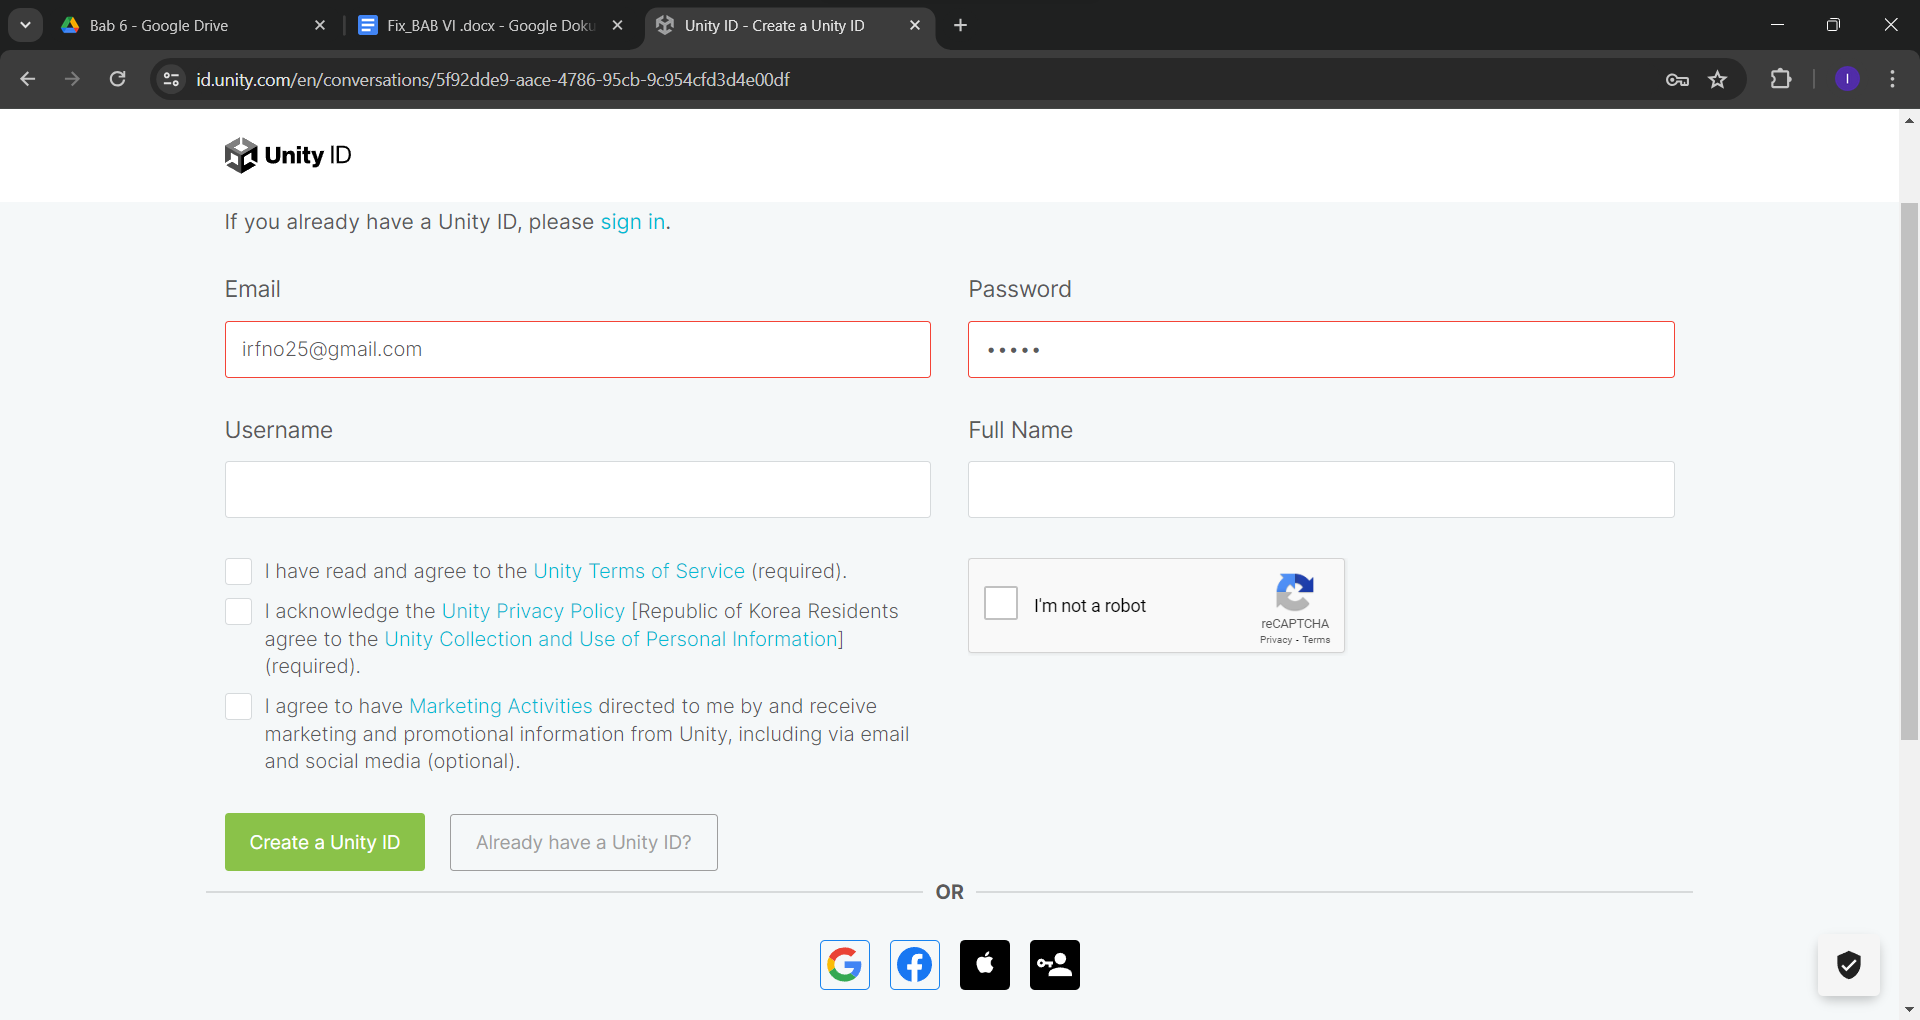 Bab 6 - Google Drive
Fix_BAB VI .docx - Google Doku
Unity ID - Create a Unity ID
id.unity.com/en/conversations/5f92dde9-aace-4786-95cb-9c954cfd3d4e00df
I
Unity ID
If you already have a Unity ID, please sign in.
Email
Password
irfno25@gmail.com
•••••
Username
Full Name
I have read and agree to the Unity Terms of Service (required).
I acknowledge the Unity Privacy Policy [Republic of Korea Residents
agree to the Unity Collection and Use of Personal Information]
(required).
I agree to have Marketing Activities directed to me by and receive
marketing and promotional information from Unity, including via email
and social media (optional).
I'm not a robot
reCAPTCHA
Privacy - Terms
Create a Unity ID
Already have a Unity ID?
OR